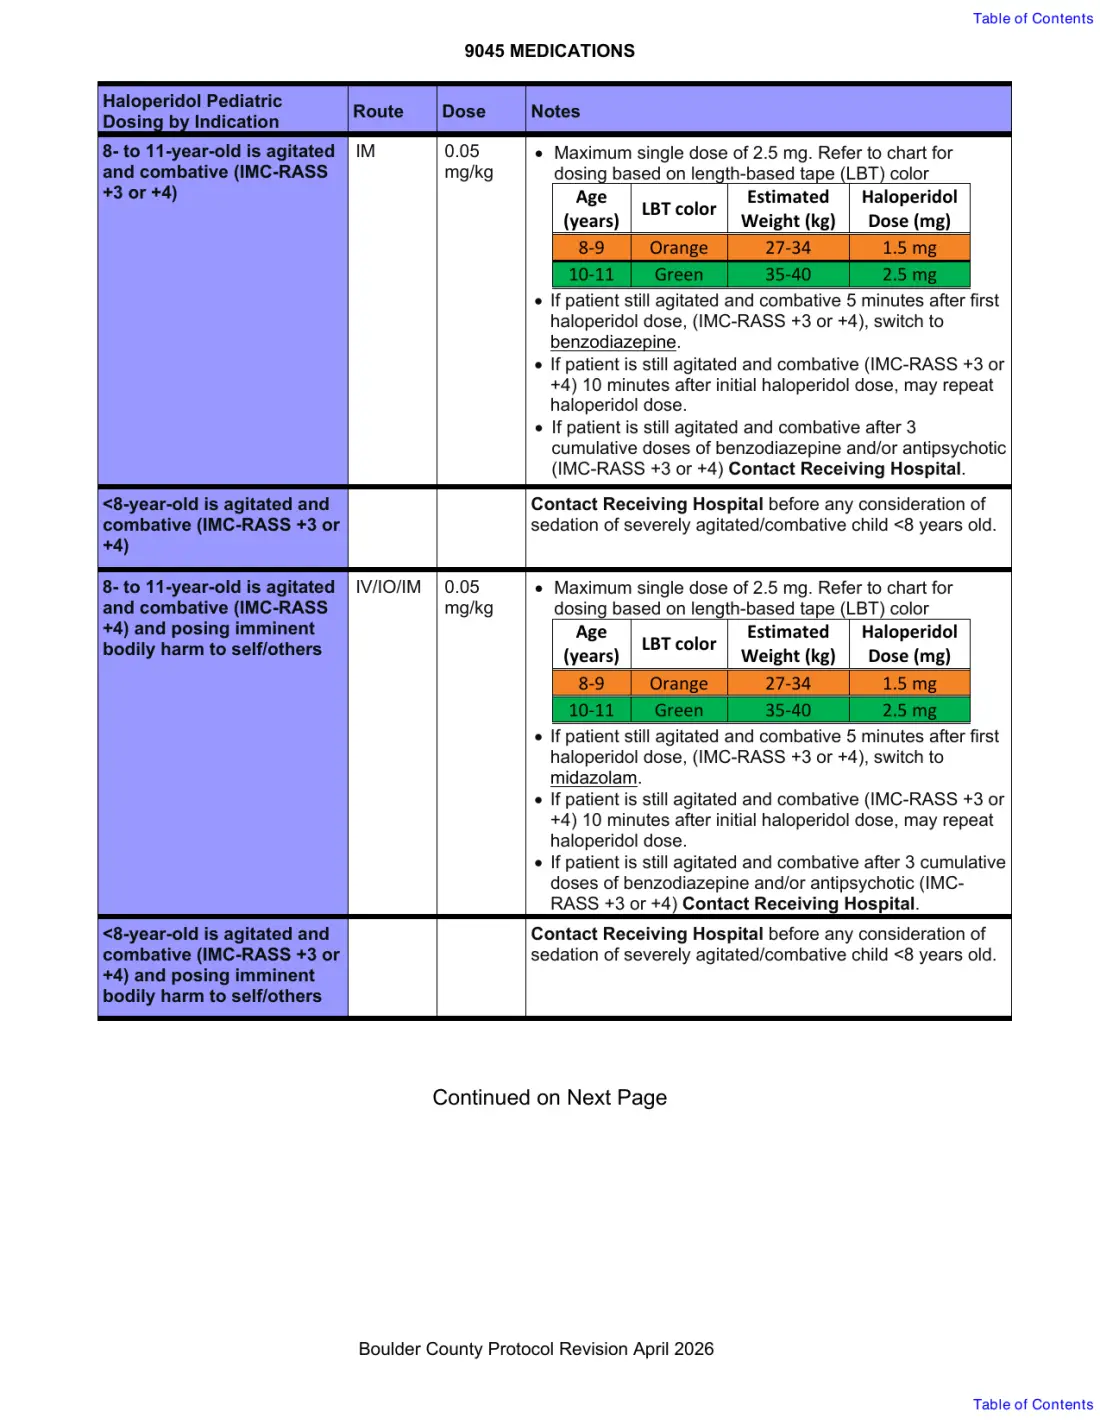 Table of Contents
9045 MEDICATIONS
Haloperidol Pediatric
Dosing by Indication
Route
Dose
Notes
8- to 11-year-old is agitated
and combative (IMC-RASS
+3 or +4)
IM
0.05
mg/kg
• Maximum single dose of 2.5 mg. Refer to chart for
dosing based on length-based tape (LBT) color
Age
(years)
LBT color
Estimated
Weight (kg)
Haloperidol
Dose (mg)
8-9 Orange 27-34 1.5 mg
10-11 Green 35-40 2.5 mg
• If patient still agitated and combative 5 minutes after first
haloperidol dose, (IMC-RASS +3 or +4), switch to
benzodiazepine.
• If patient is still agitated and combative (IMC-RASS +3 or
+4) 10 minutes after initial haloperidol dose, may repeat
haloperidol dose.
• If patient is still agitated and combative after 3
cumulative doses of benzodiazepine and/or antipsychotic
(IMC-RASS +3 or +4) Contact Receiving Hospital.
<8-year-old is agitated and
combative (IMC-RASS +3 or
+4)
Contact Receiving Hospital before any consideration of
sedation of severely agitated/combative child <8 years old.
8- to 11-year-old is agitated
and combative (IMC-RASS
+4) and posing imminent
bodily harm to self/others
IV/IO/IM
0.05
mg/kg
• Maximum single dose of 2.5 mg. Refer to chart for
dosing based on length-based tape (LBT) color
Age
(years)
LBT color
Estimated
Weight (kg)
Haloperidol
Dose (mg)
8-9 Orange 27-34 1.5 mg
10-11 Green 35-40 2.5 mg
• If patient still agitated and combative 5 minutes after first
haloperidol dose, (IMC-RASS +3 or +4), switch to
midazolam.
• If patient is still agitated and combative (IMC-RASS +3 or
+4) 10 minutes after initial haloperidol dose, may repeat
haloperidol dose.
• If patient is still agitated and combative after 3 cumulative
doses of benzodiazepine and/or antipsychotic (IMC-
RASS +3 or +4) Contact Receiving Hospital.
<8-year-old is agitated and
combative (IMC-RASS +3 or
+4) and posing imminent
bodily harm to self/others
Contact Receiving Hospital before any consideration of
sedation of severely agitated/combative child <8 years old.
Continued on Next Page
Boulder County Protocol Revision April 2026
Table of Contents